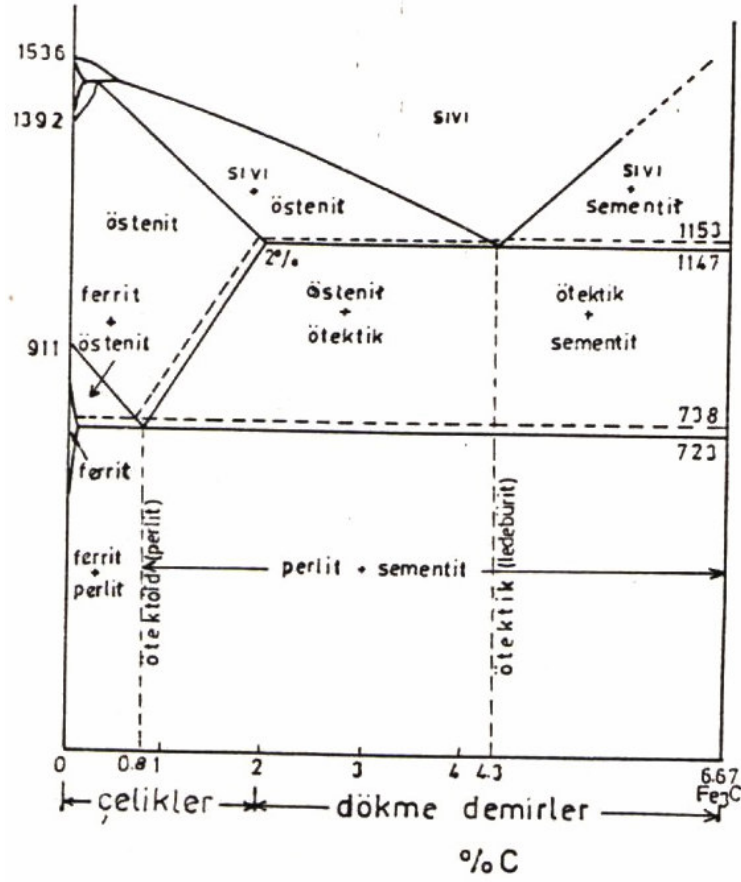 1536
1392
911
sıvı
sıvı
+
östenit
sıvı
+
sementit
östenit
1153
1147
2%
ferrit
+
östenit
östenit
+
ötektik
ötektik
+
sementit
738
723
ferrit
ferrit
+
perlit
perlit + sementit
ötektoid (perlit)
ötektik (ledeburit)
0
0.8
1
2
3
4
4.3
6.67
Fe3C
çelikler
dökme demirler
%C